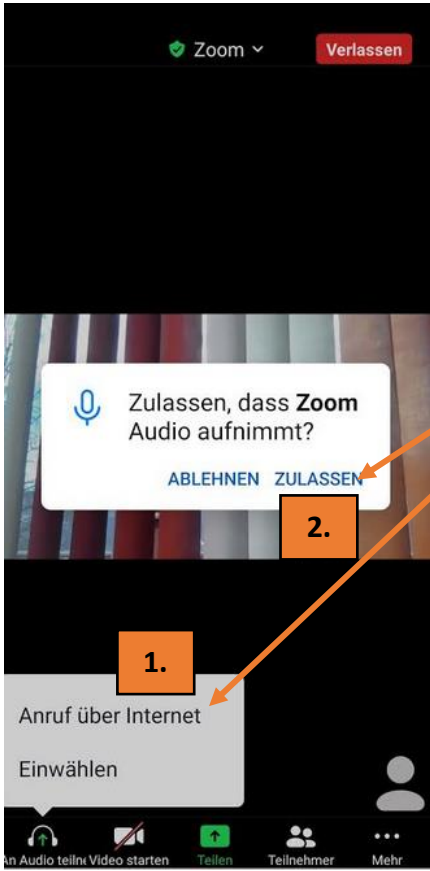 Zoom
Verlassen
Zulassen, dass Zoom
Audio aufnimmt?
ABLEHNEN ZULASSEN
2.
1.
Anruf über Internet
Einwählen
An Audio teiln Video starten Teilen Teilnehmer Mehr